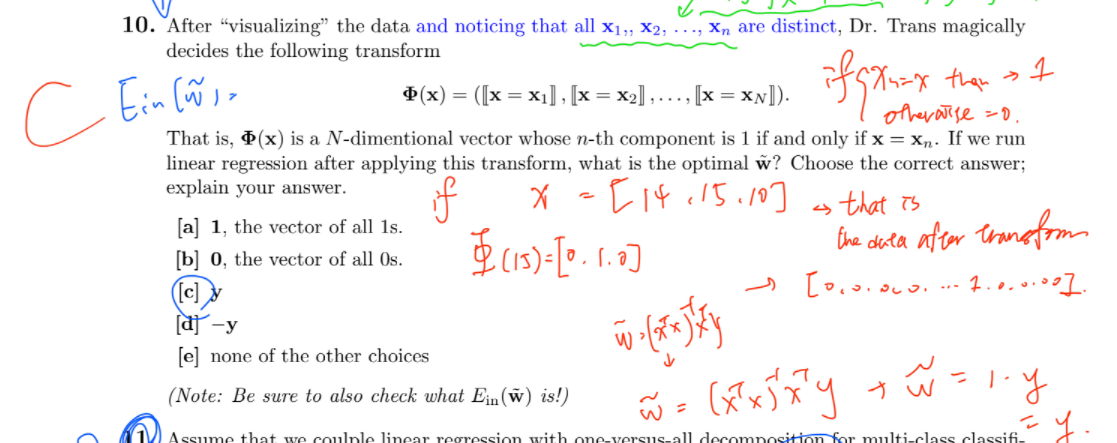 10. After “visualizing” the data and noticing that all x₁,, x₂, ..., xₙ are distinct, Dr. Trans magically
decides the following transform
C
Ein(w̃) =
Φ(x) = (⟦x = x₁⟧, ⟦x = x₂⟧, ..., ⟦x = x_N⟧).
if { xₙ=x than → 1
otherwise =0.
That is, Φ(x) is a N-dimentional vector whose n-th component is 1 if and only if x = xₙ. If we run
linear regression after applying this transform, what is the optimal w̃? Choose the correct answer;
explain your answer.
if x = [14, 15, 10] ↔ that is
the data after transform
[a] 1, the vector of all 1s.
Φ(15)=[0, 1, 0]
[b] 0, the vector of all 0s.
→ [0, 0, 0, 0, 0, ... 1, 0, 0, 0, 0, 0].
[c] y
[d] −y
w̃ = (xᵀx)⁻¹xᵀy
[e] none of the other choices
w̃ = (xᵀx)⁻¹xᵀy → w̃ = 1·y
= y.
(Note: Be sure to also check what Eᵢₙ(w̃) is!)
11. Assume that we coulple linear regression with one-versus-all decomposition for multi-class classifi-